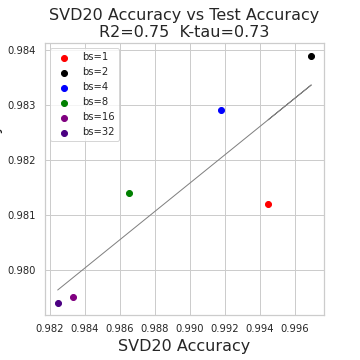 SVD20 Accuracy vs Test Accuracy
R2=0.75 K-tau=0.73
0.984
0.983
0.982
0.981
0.980
bs=1
bs=2
bs=4
bs=8
bs=16
bs=32
0.982 0.984 0.986 0.988 0.990 0.992 0.994 0.996
SVD20 Accuracy